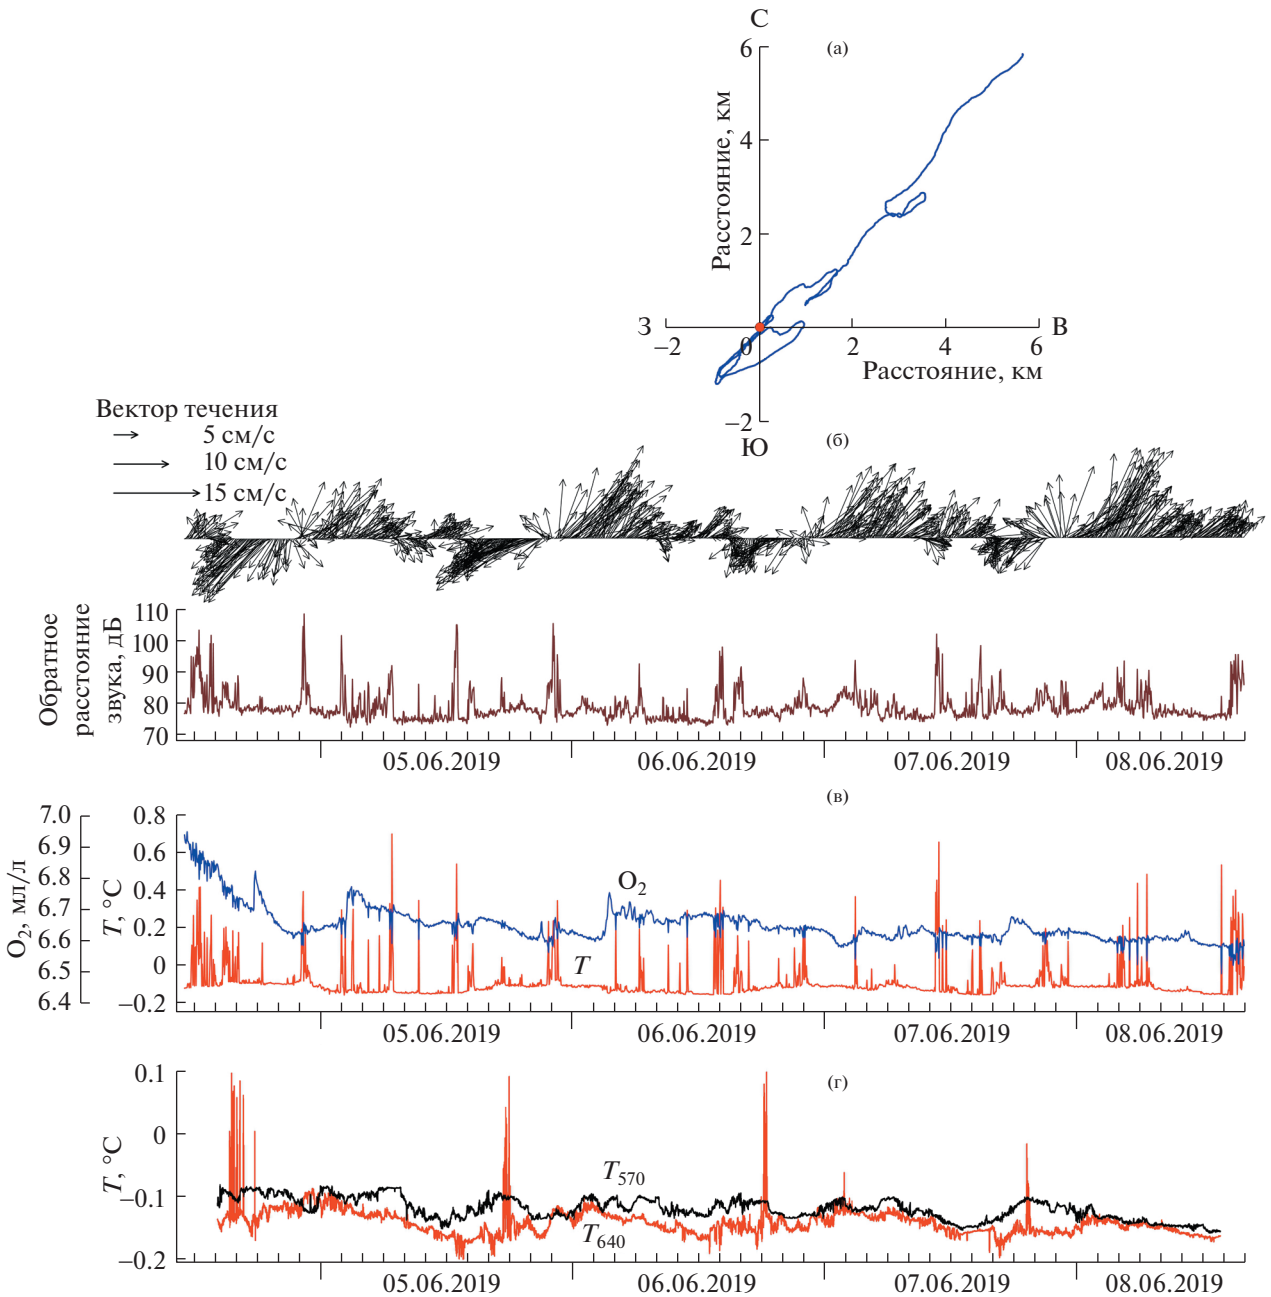 С
(а)
6
4
2
−2
Расстояние, км
З
В
−2
0
2
4
6
Расстояние, км
Ю
Вектор течения
5 см/с
10 см/с
15 см/с
(б)
Обратное
расстояние
звука, дБ
110
100
90
80
70
05.06.2019
06.06.2019
07.06.2019
08.06.2019
(в)
O2, мл/л
7.0
6.9
6.8
6.7
6.6
6.5
6.4
T, °C
0.8
0.6
0.4
0.2
0
−0.2
O2
T
05.06.2019
06.06.2019
07.06.2019
08.06.2019
(г)
T, °C
0.1
0
−0.1
−0.2
T570
T640
05.06.2019
06.06.2019
07.06.2019
08.06.2019